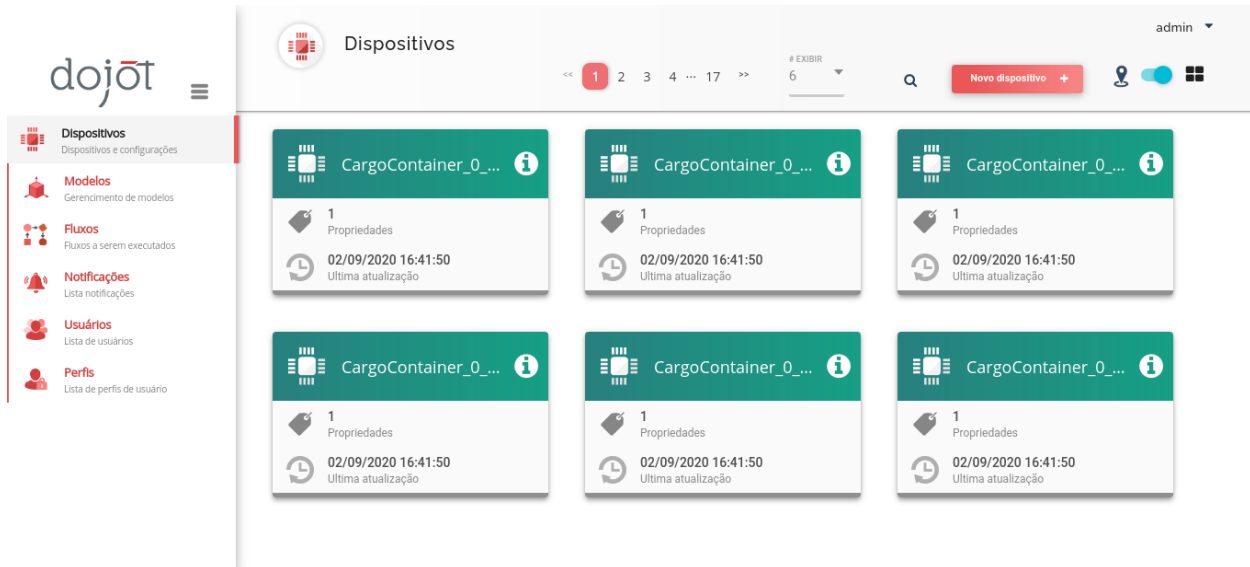 dojot
Dispositivos
Dispositivos e configurações
Modelos
Gerencimento de modelos
Fluxos
Fluxos a serem executados
Notificações
Lista notificações
Usuários
Lista de usuários
Perfis
Lista de perfis de usuário
Dispositivos
admin
<< 1 2 3 4 ... 17 >>
# EXIBIR
6
Novo dispositivo +
CargoContainer_0_...
1
Propriedades
02/09/2020 16:41:50
Ultima atualização
CargoContainer_0_...
1
Propriedades
02/09/2020 16:41:50
Ultima atualização
CargoContainer_0_...
1
Propriedades
02/09/2020 16:41:50
Ultima atualização
CargoContainer_0_...
1
Propriedades
02/09/2020 16:41:50
Ultima atualização
CargoContainer_0_...
1
Propriedades
02/09/2020 16:41:50
Ultima atualização
CargoContainer_0_...
1
Propriedades
02/09/2020 16:41:50
Ultima atualização